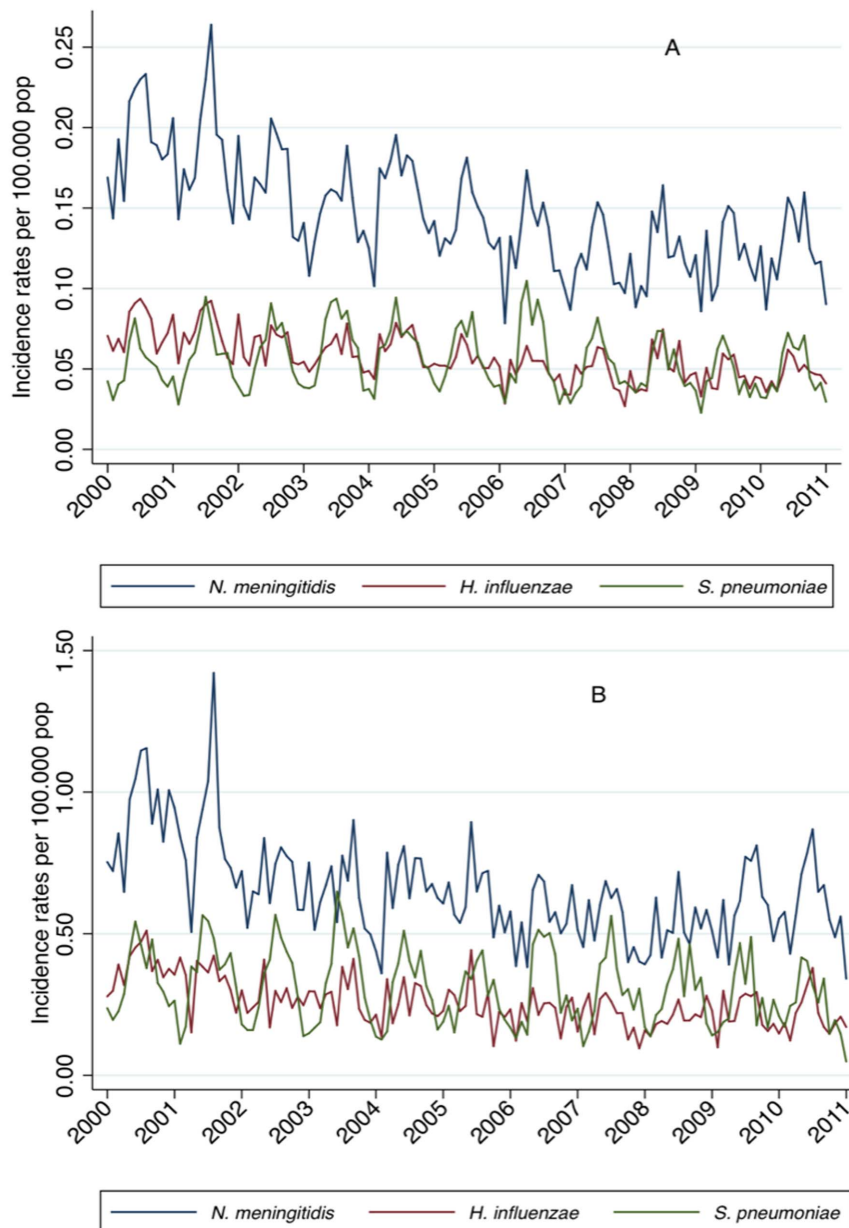 A
Incidence rates per 100.000 pop
0.25
0.20
0.15
0.10
0.05
0.00
2000 2001 2002 2003 2004 2005 2006 2007 2008 2009 2010 2011
N. meningitidis H. influenzae S. pneumoniae
B
Incidence rates per 100.000 pop
1.50
1.00
0.50
0.00
2000 2001 2002 2003 2004 2005 2006 2007 2008 2009 2010 2011
N. meningitidis H. influenzae S. pneumoniae